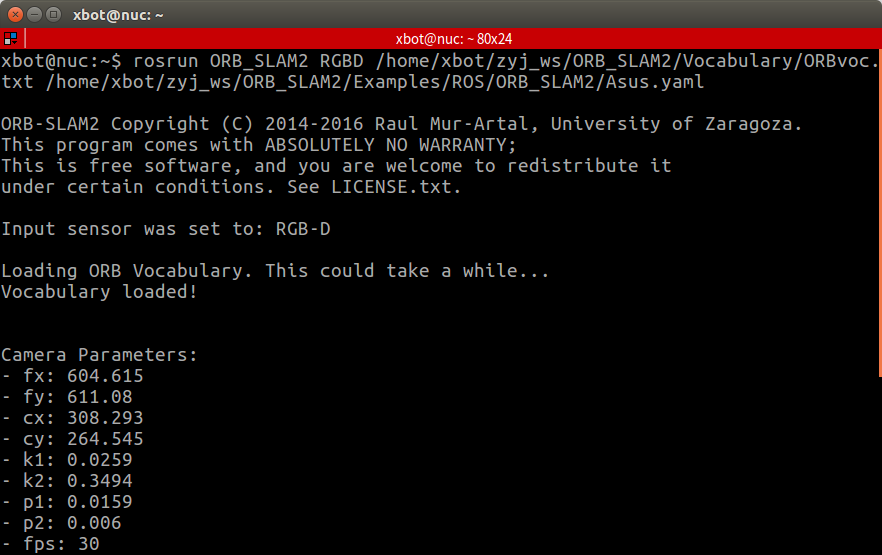 xbot@nuc: ~
xbot@nuc: ~ 80x24
xbot@nuc:~$ rosrun ORB_SLAM2 RGBD /home/xbot/zyj_ws/ORB_SLAM2/Vocabulary/ORBvoc.
txt /home/xbot/zyj_ws/ORB_SLAM2/Examples/ROS/ORB_SLAM2/Asus.yaml
ORB-SLAM2 Copyright (C) 2014-2016 Raul Mur-Artal, University of Zaragoza.
This program comes with ABSOLUTELY NO WARRANTY;
This is free software, and you are welcome to redistribute it
under certain conditions. See LICENSE.txt.
Input sensor was set to: RGB-D
Loading ORB Vocabulary. This could take a while...
Vocabulary loaded!
Camera Parameters:
- fx: 604.615
- fy: 611.08
- cx: 308.293
- cy: 264.545
- k1: 0.0259
- k2: 0.3494
- p1: 0.0159
- p2: 0.006
- fps: 30